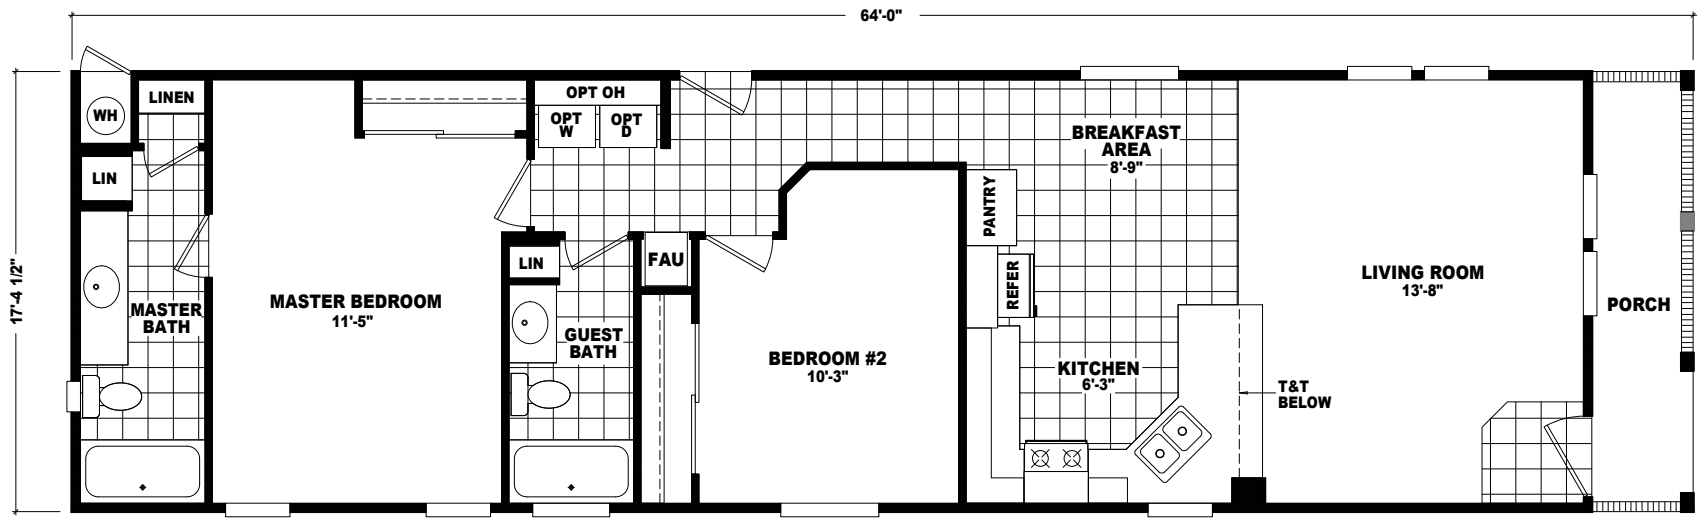 64'-0"
17'-4 1/2"
WH
LINEN
LIN
MASTER
BATH
MASTER BEDROOM
11'-5"
OPT OH
OPT
W
OPT
D
LIN
GUEST
BATH
FAU
BEDROOM #2
10'-3"
PANTRY
REFER
BREAKFAST
AREA
8'-9"
KITCHEN
6'-3"
T&T
BELOW
LIVING ROOM
13'-8"
PORCH